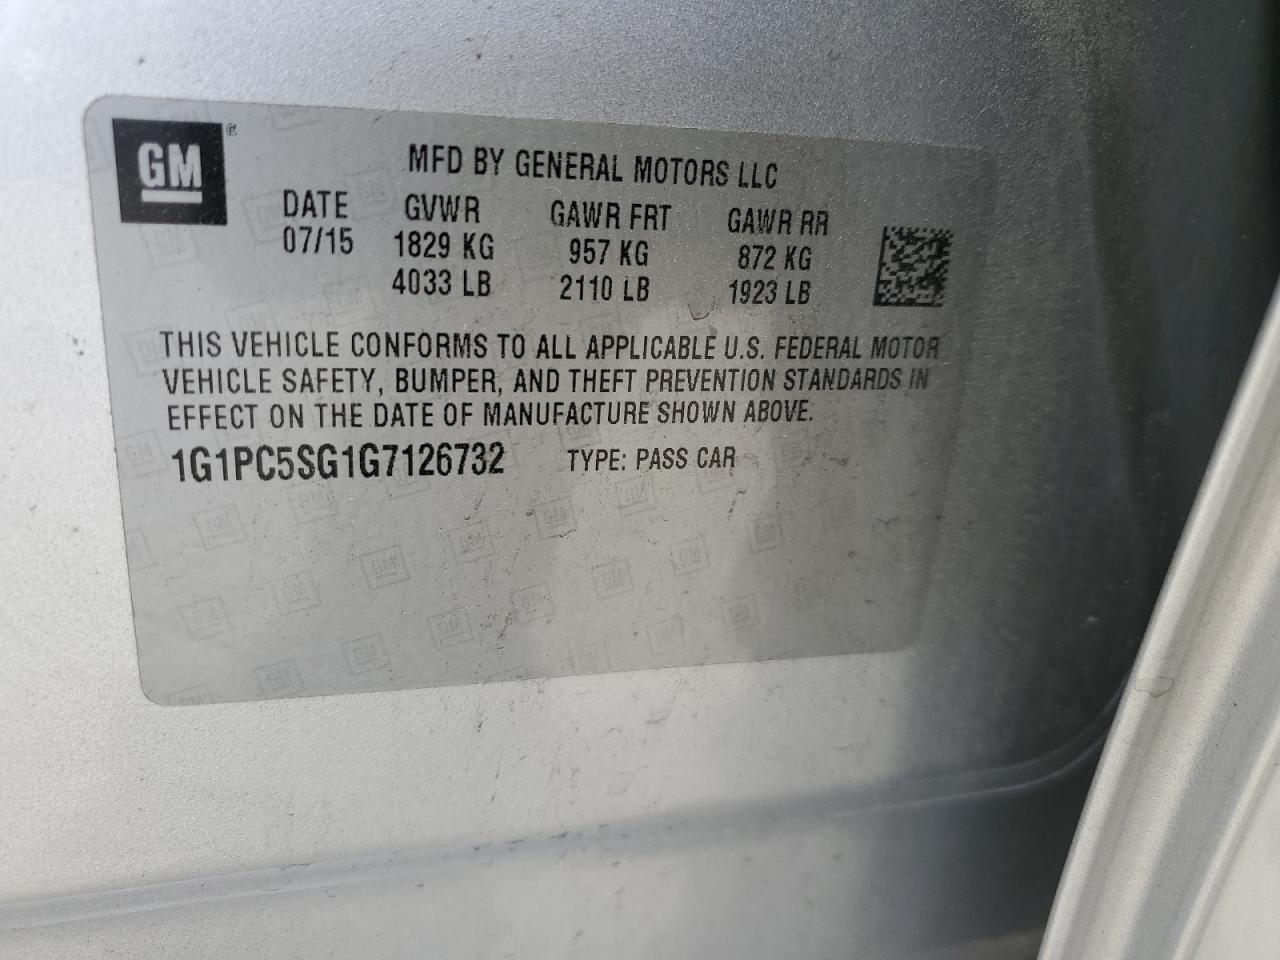 GM
MFD BY GENERAL MOTORS LLC
DATE GVWR GAWR FRT GAWR RR
07/15 1829 KG 957 KG 872 KG
4033 LB 2110 LB 1923 LB
THIS VEHICLE CONFORMS TO ALL APPLICABLE U.S. FEDERAL MOTOR
VEHICLE SAFETY, BUMPER, AND THEFT PREVENTION STANDARDS IN
EFFECT ON THE DATE OF MANUFACTURE SHOWN ABOVE.
1G1PC5SG1G7126732 TYPE: PASS CAR